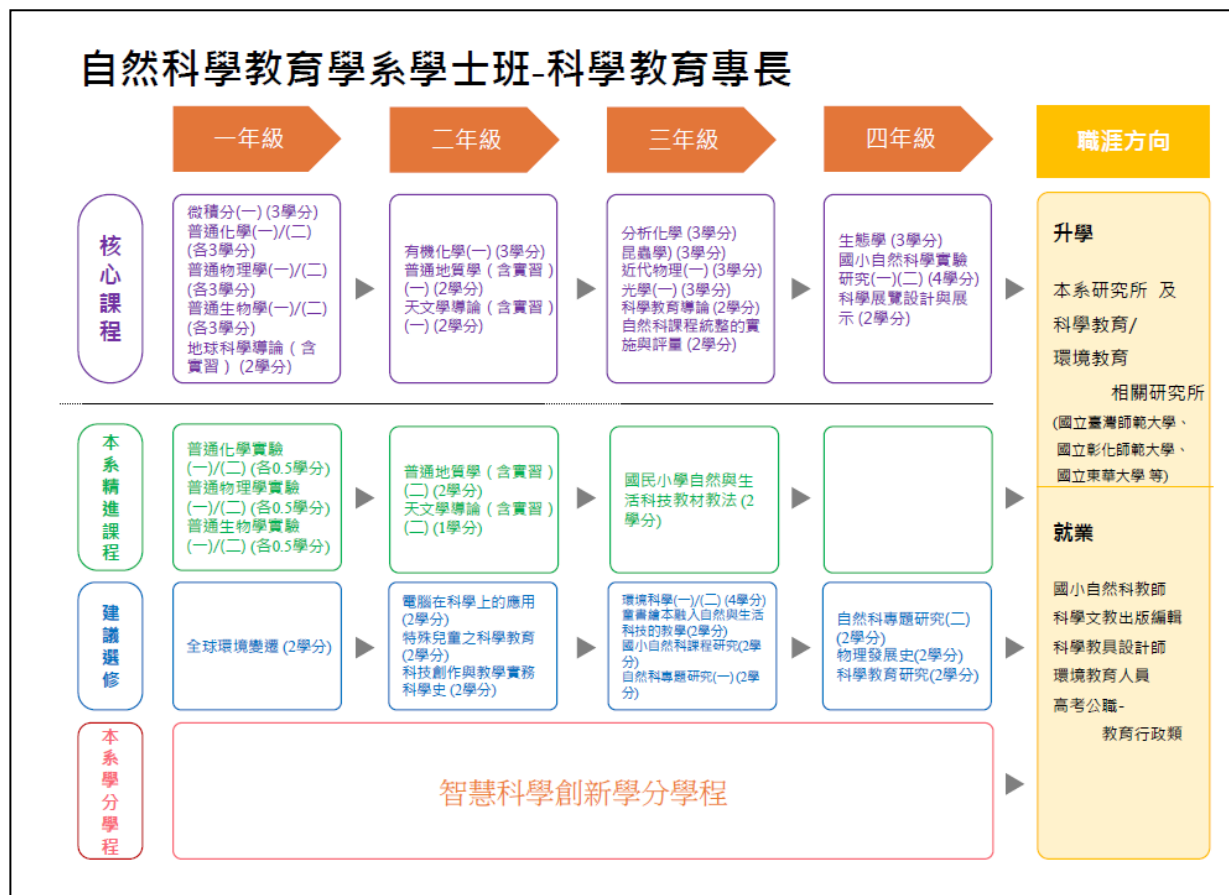 自然科學教育學系學士班-科學教育專長
一年級
二年級
三年級
四年級
職涯方向
核心課程
微積分(一) (3學分)
普通化學(一)/(二)
(各3學分)
普通物理學(一)/(二)
(各3學分)
普通生物學(一)/(二)
(各3學分)
地球科學導論（含
實習） (2學分)
有機化學(一) (3學分)
普通地質學（含實習）
(一) (2學分)
天文學導論（含實習）
(一) (2學分)
分析化學 (3學分)
昆蟲學) (3學分)
近代物理(一) (3學分)
光學(一) (3學分)
科學教育導論 (2學分)
自然科課程統整的實
施與評量 (2學分)
生態學 (3學分)
國小自然科學實驗
研究(一)(二) (4學分)
科學展覽設計與展
示 (2學分)
本系精進課程
普通化學實驗
(一)/(二) (各0.5學分)
普通物理學實驗
(一)/(二) (各0.5學分)
普通生物學實驗
(一)/(二) (各0.5學分)
普通地質學（含實習）
(二) (2學分)
天文學導論（含實習）
(二) (1學分)
國民小學自然與生
活科技教材教法 (2
學分)
建議選修
全球環境變遷 (2學分)
電腦在科學上的應用
(2學分)
特殊兒童之科學教育
(2學分)
科技創作與教學實務
科學史 (2學分)
環境科學(一)/(二) (4學分)
童書繪本融入自然與生活
科技的教學(2學分)
國小自然科課程研究(2學
分)
自然科專題研究(一) (2學
分)
自然科專題研究(二)
(2學分)
物理發展史(2學分)
科學教育研究(2學分)
本系學分學程
智慧科學創新學分學程
升學
本系研究所 及
科學教育/
環境教育
相關研究所
(國立臺灣師範大學、
國立彰化師範大學、
國立東華大學 等)
就業
國小自然科教師
科學文教出版編輯
科學教具設計師
環境教育人員
高考公職-
教育行政類